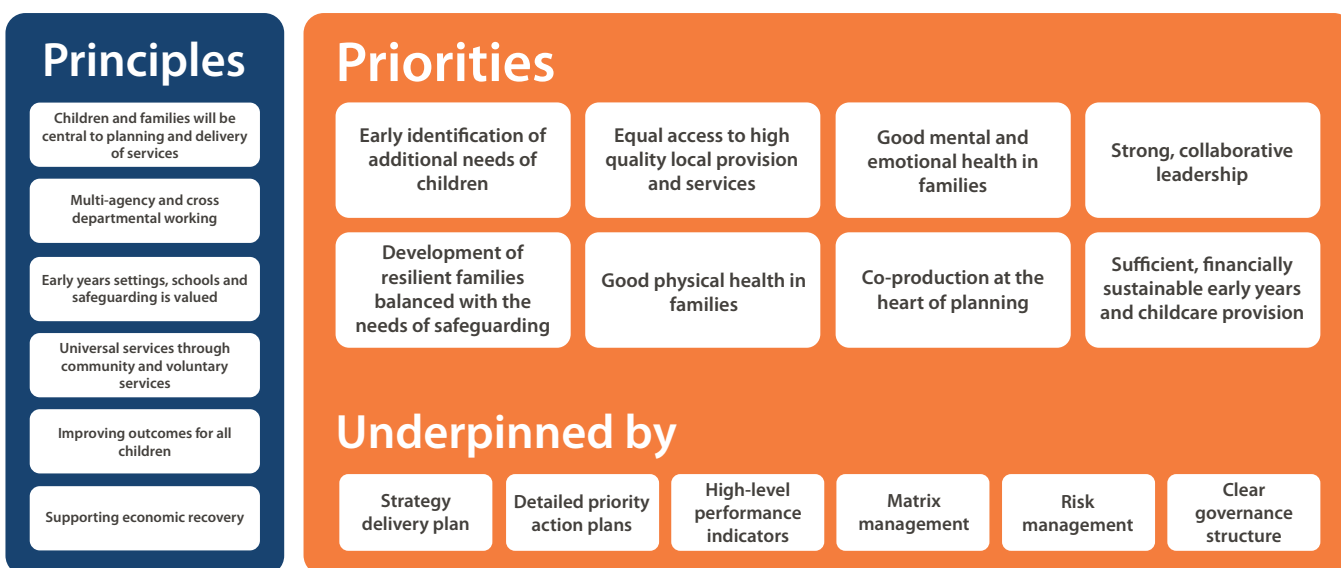 Principles
Children and families will be
central to planning and delivery
of services
Multi-agency and cross
departmental working
Early years settings, schools and
safeguarding is valued
Universal services through
community and voluntary
services
Improving outcomes for all
children
Supporting economic recovery
Priorities
Early identification of
additional needs of
children
Equal access to high
quality local provision
and services
Good mental and
emotional health in
families
Strong, collaborative
leadership
Development of
resilient families
balanced with the
needs of safeguarding
Good physical health in
families
Co-production at the
heart of planning
Sufficient, financially
sustainable early years
and childcare provision
Underpinned by
Strategy
delivery plan
Detailed priority
action plans
High-level
performance
indicators
Matrix
management
Risk
management
Clear
governance
structure